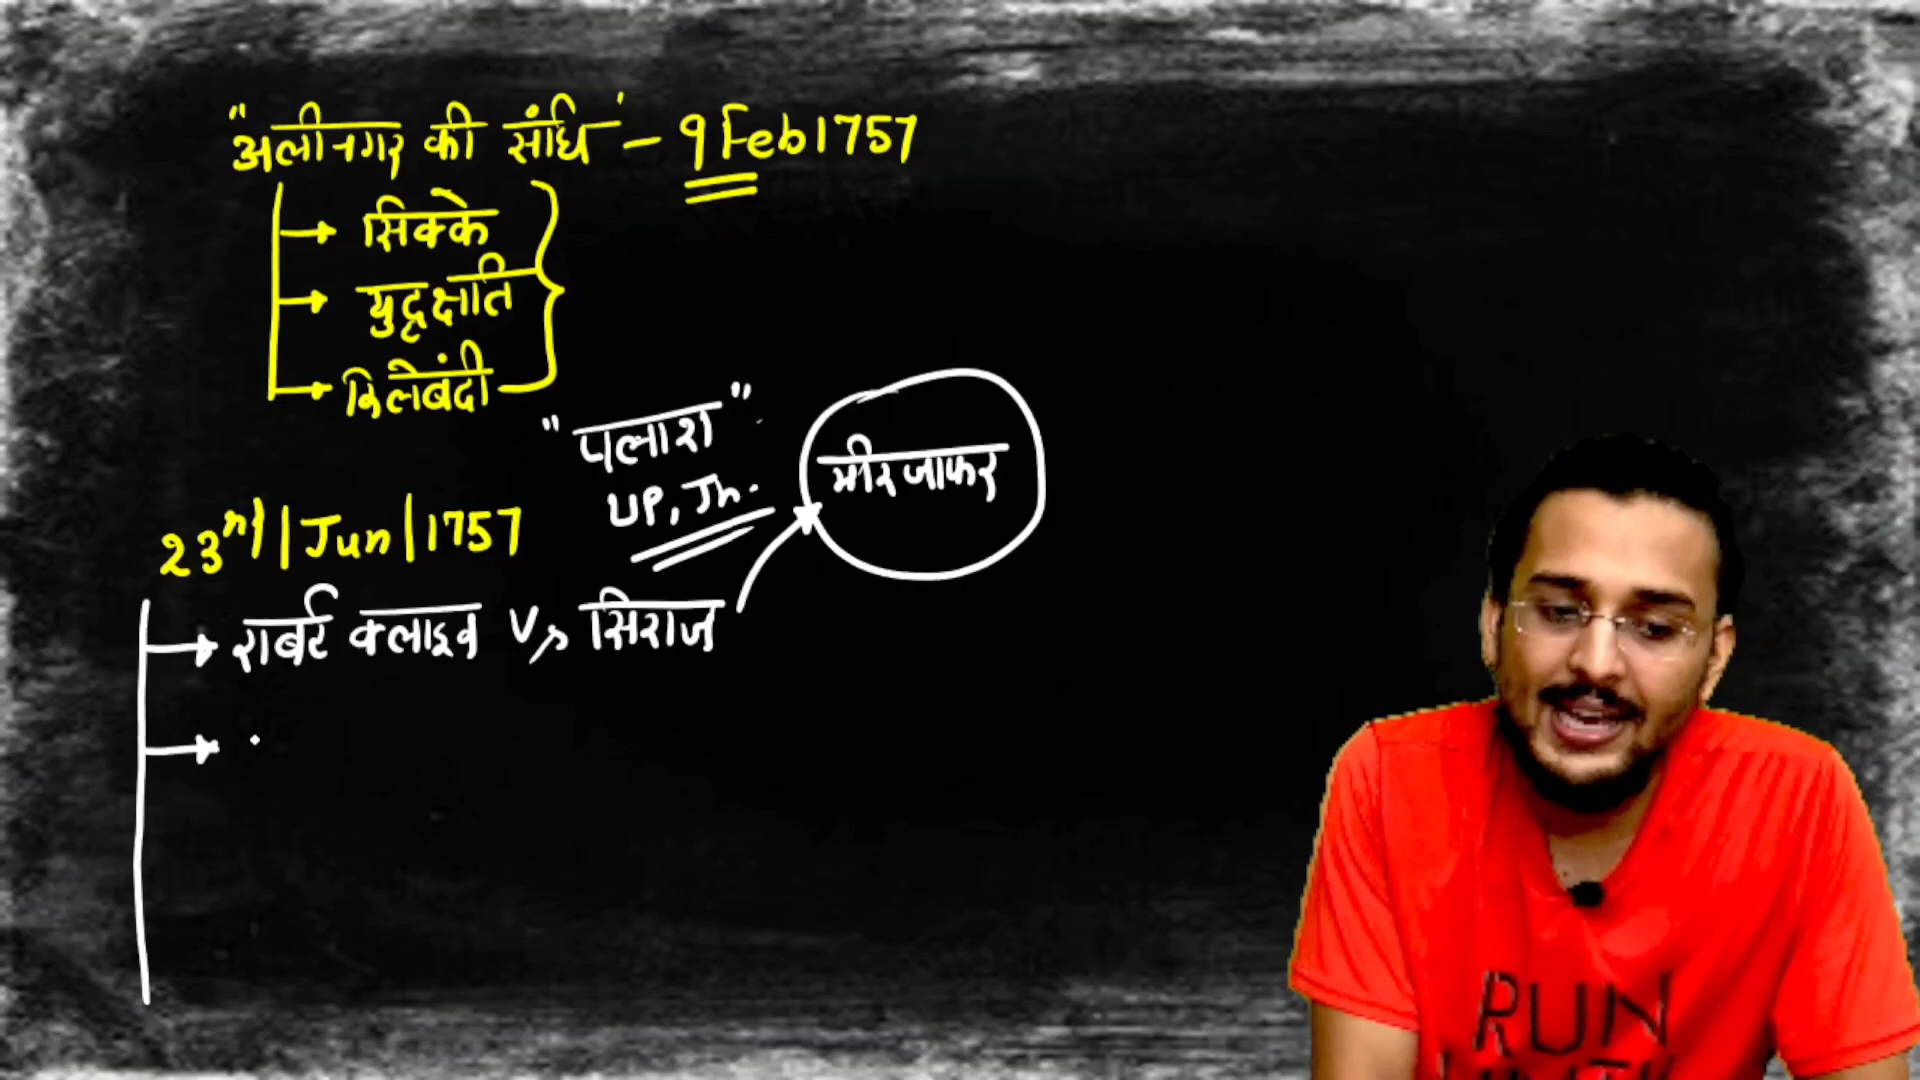 "अलीनगर की संधि' - 9 Feb 1757
सिक्के
युद्धक्षति
किलेबंदी
"पलाश"
UP, Jh.
मीरजाफर
23rd | Jun | 1757
राबर्ट क्लाइव Vs सिराज
RUN